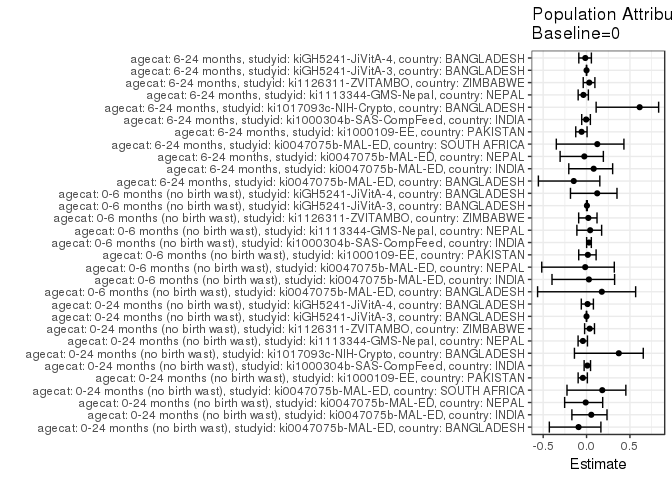 Population Attribu
Baseline=0
agecat: 6-24 months, studyid: kiGH5241-JiVitA-4, country: BANGLADESH
agecat: 6-24 months, studyid: kiGH5241-JiVitA-3, country: BANGLADESH
agecat: 6-24 months, studyid: ki1126311-ZVITAMBO, country: ZIMBABWE
agecat: 6-24 months, studyid: ki1113344-GMS-Nepal, country: NEPAL
agecat: 6-24 months, studyid: ki1017093c-NIH-Crypto, country: BANGLADESH
agecat: 6-24 months, studyid: ki1000304b-SAS-CompFeed, country: INDIA
agecat: 6-24 months, studyid: ki1000109-EE, country: PAKISTAN
agecat: 6-24 months, studyid: ki0047075b-MAL-ED, country: SOUTH AFRICA
agecat: 6-24 months, studyid: ki0047075b-MAL-ED, country: NEPAL
agecat: 6-24 months, studyid: ki0047075b-MAL-ED, country: INDIA
agecat: 6-24 months, studyid: ki0047075b-MAL-ED, country: BANGLADESH
agecat: 0-6 months (no birth wast), studyid: kiGH5241-JiVitA-4, country: BANGLADESH
agecat: 0-6 months (no birth wast), studyid: kiGH5241-JiVitA-3, country: BANGLADESH
agecat: 0-6 months (no birth wast), studyid: ki1126311-ZVITAMBO, country: ZIMBABWE
agecat: 0-6 months (no birth wast), studyid: ki1113344-GMS-Nepal, country: NEPAL
agecat: 0-6 months (no birth wast), studyid: ki1000304b-SAS-CompFeed, country: INDIA
agecat: 0-6 months (no birth wast), studyid: ki1000109-EE, country: PAKISTAN
agecat: 0-6 months (no birth wast), studyid: ki0047075b-MAL-ED, country: NEPAL
agecat: 0-6 months (no birth wast), studyid: ki0047075b-MAL-ED, country: INDIA
agecat: 0-6 months (no birth wast), studyid: ki0047075b-MAL-ED, country: BANGLADESH
agecat: 0-24 months (no birth wast), studyid: kiGH5241-JiVitA-4, country: BANGLADESH
agecat: 0-24 months (no birth wast), studyid: kiGH5241-JiVitA-3, country: BANGLADESH
agecat: 0-24 months (no birth wast), studyid: ki1126311-ZVITAMBO, country: ZIMBABWE
agecat: 0-24 months (no birth wast), studyid: ki1113344-GMS-Nepal, country: NEPAL
agecat: 0-24 months (no birth wast), studyid: ki1017093c-NIH-Crypto, country: BANGLADESH
agecat: 0-24 months (no birth wast), studyid: ki1000304b-SAS-CompFeed, country: INDIA
agecat: 0-24 months (no birth wast), studyid: ki1000109-EE, country: PAKISTAN
agecat: 0-24 months (no birth wast), studyid: ki0047075b-MAL-ED, country: SOUTH AFRICA
agecat: 0-24 months (no birth wast), studyid: ki0047075b-MAL-ED, country: NEPAL
agecat: 0-24 months (no birth wast), studyid: ki0047075b-MAL-ED, country: INDIA
agecat: 0-24 months (no birth wast), studyid: ki0047075b-MAL-ED, country: BANGLADESH
-0.5 0.0 0.5
Estimate